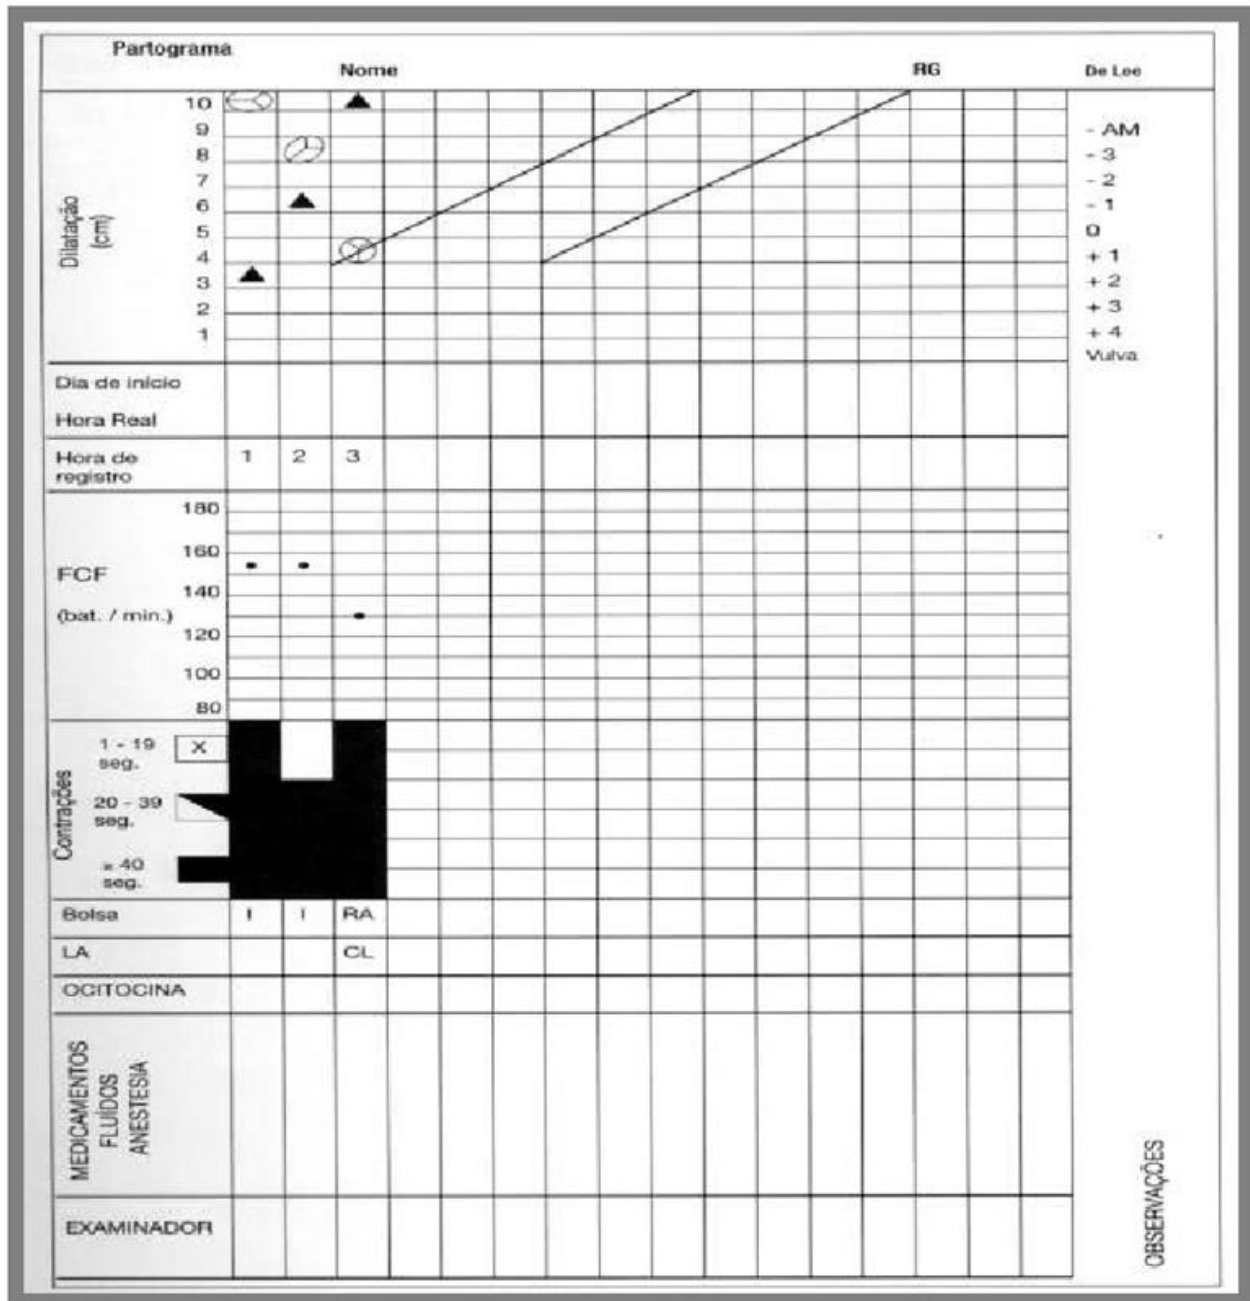 Partograma
Nome RG De Lee
Dilatação
(cm)
10
9
8
7
6
5
4
3
2
1
- AM
- 3
- 2
- 1
0
+ 1
+ 2
+ 3
+ 4
Vulva
Dia de início
Hora Real
Hora de
registro
1 2 3
FCF
(bat. / min.)
180
160
140
120
100
80
Contrações
1 - 19
seg.
X
20 - 39
seg.
≥ 40
seg.
Bolsa I I RA
LA CL
OCITOCINA
MEDICAMENTOS
FLUÍDOS
ANESTESIA
EXAMINADOR
OBSERVAÇÕES